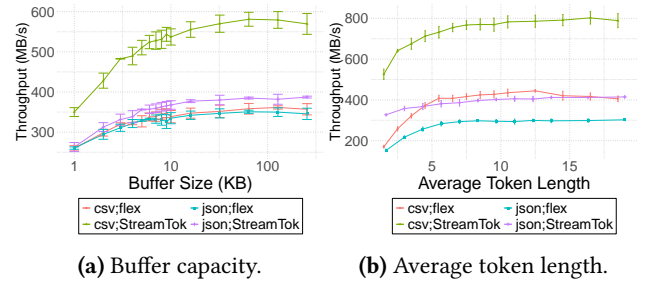 Throughput (MB/s)
600
500
400
300
1
10
100
Buffer Size (KB)
csv;flex
json;flex
csv;StreamTok
json;StreamTok
(a) Buffer capacity.
Throughput (MB/s)
800
600
400
200
5
10
15
Average Token Length
csv;flex
json;flex
csv;StreamTok
json;StreamTok
(b) Average token length.